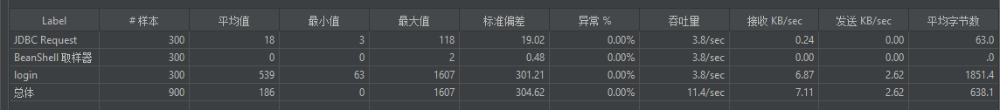 Label # 样本 平均值 最小值 最大值 标准偏差 异常 % 吞吐量 接收 KB/sec 发送 KB/sec 平均字节数
JDBC Request 300 18 3 118 19.02 0.00% 3.8/sec 0.24 0.00 63.0
BeanShell 取样器 300 0 0 2 0.48 0.00% 3.8/sec 0.00 0.00 .0
login 300 539 63 1607 301.21 0.00% 3.8/sec 6.87 2.62 1851.4
总体 900 186 0 1607 304.62 0.00% 11.4/sec 7.11 2.62 638.1